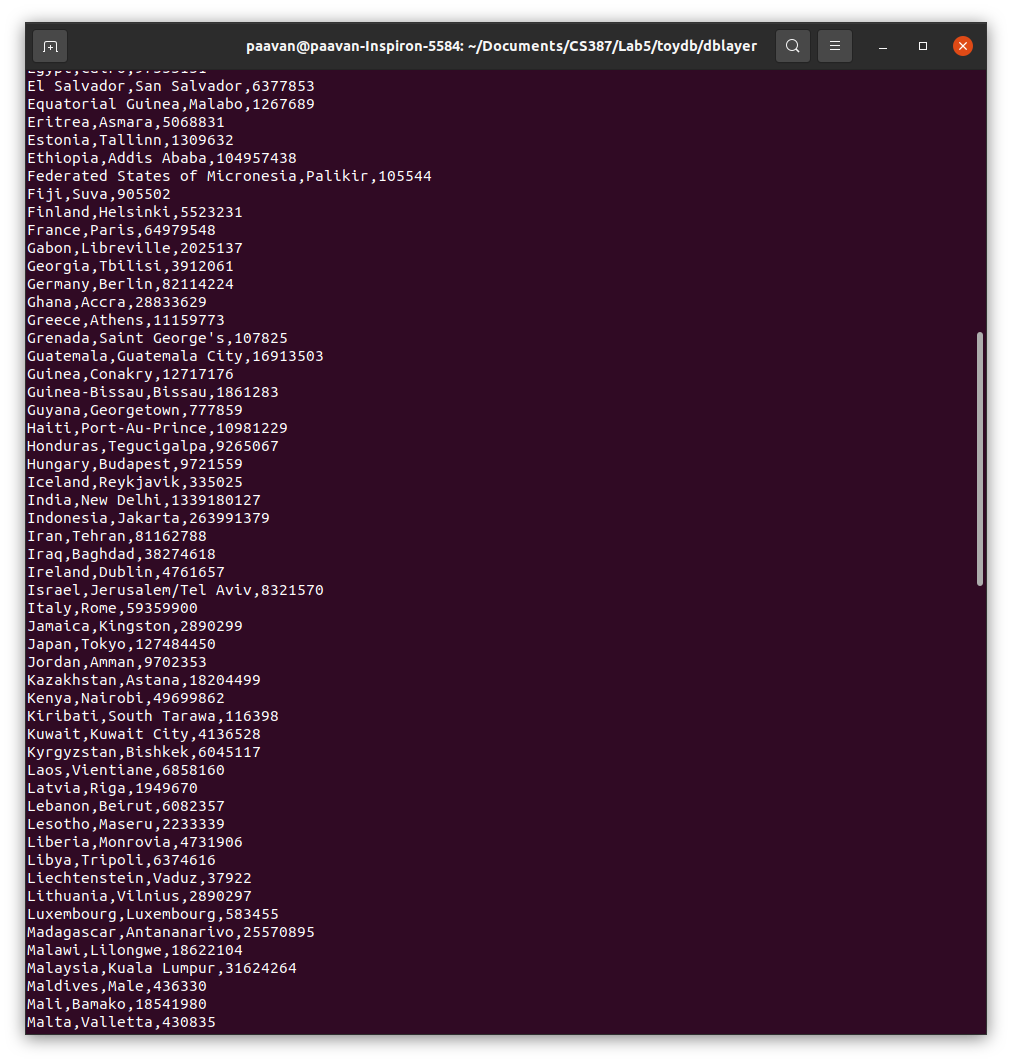 paavan@paavan-Inspiron-5584: ~/Documents/CS387/Lab5/toydb/dblayer
El Salvador,San Salvador,6377853
Equatorial Guinea,Malabo,1267689
Eritrea,Asmara,5068831
Estonia,Tallinn,1309632
Ethiopia,Addis Ababa,104957438
Federated States of Micronesia,Palikir,105544
Fiji,Suva,905502
Finland,Helsinki,5523231
France,Paris,64979548
Gabon,Libreville,2025137
Georgia,Tbilisi,3912061
Germany,Berlin,82114224
Ghana,Accra,28833629
Greece,Athens,11159773
Grenada,Saint George's,107825
Guatemala,Guatemala City,16913503
Guinea,Conakry,12717176
Guinea-Bissau,Bissau,1861283
Guyana,Georgetown,777859
Haiti,Port-Au-Prince,10981229
Honduras,Tegucigalpa,9265067
Hungary,Budapest,9721559
Iceland,Reykjavik,335025
India,New Delhi,1339180127
Indonesia,Jakarta,263991379
Iran,Tehran,81162788
Iraq,Baghdad,38274618
Ireland,Dublin,4761657
Israel,Jerusalem/Tel Aviv,8321570
Italy,Rome,59359900
Jamaica,Kingston,2890299
Japan,Tokyo,127484450
Jordan,Amman,9702353
Kazakhstan,Astana,18204499
Kenya,Nairobi,49699862
Kiribati,South Tarawa,116398
Kuwait,Kuwait City,4136528
Kyrgyzstan,Bishkek,6045117
Laos,Vientiane,6858160
Latvia,Riga,1949670
Lebanon,Beirut,6082357
Lesotho,Maseru,2233339
Liberia,Monrovia,4731906
Libya,Tripoli,6374616
Liechtenstein,Vaduz,37922
Lithuania,Vilnius,2890297
Luxembourg,Luxembourg,583455
Madagascar,Antananarivo,25570895
Malawi,Lilongwe,18622104
Malaysia,Kuala Lumpur,31624264
Maldives,Male,436330
Mali,Bamako,18541980
Malta,Valletta,430835